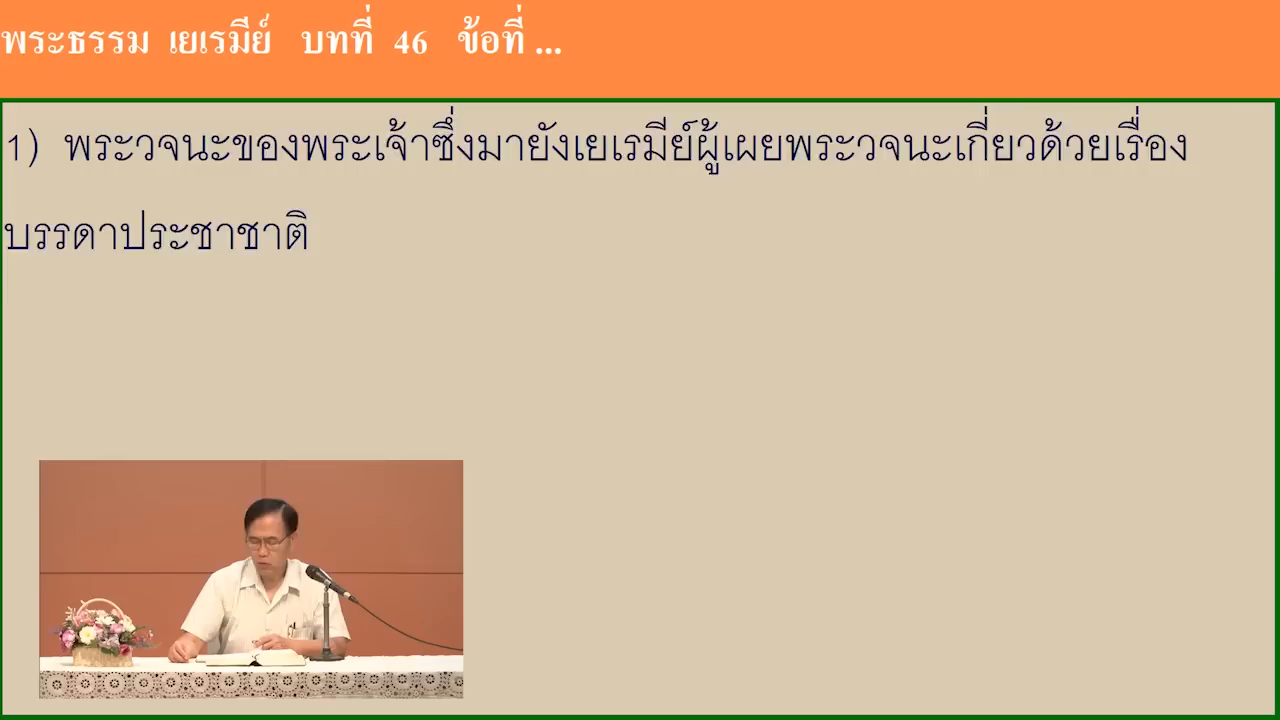 พระธรรม เยเรมีย์ บทที่ 46 ข้อที่ ...
1) พระวจนะของพระเจ้าซึ่งมายังเยเรมีย์ผู้เผยพระวจนะเกี่ยวด้วยเรื่อง
บรรดาประชาชาติ